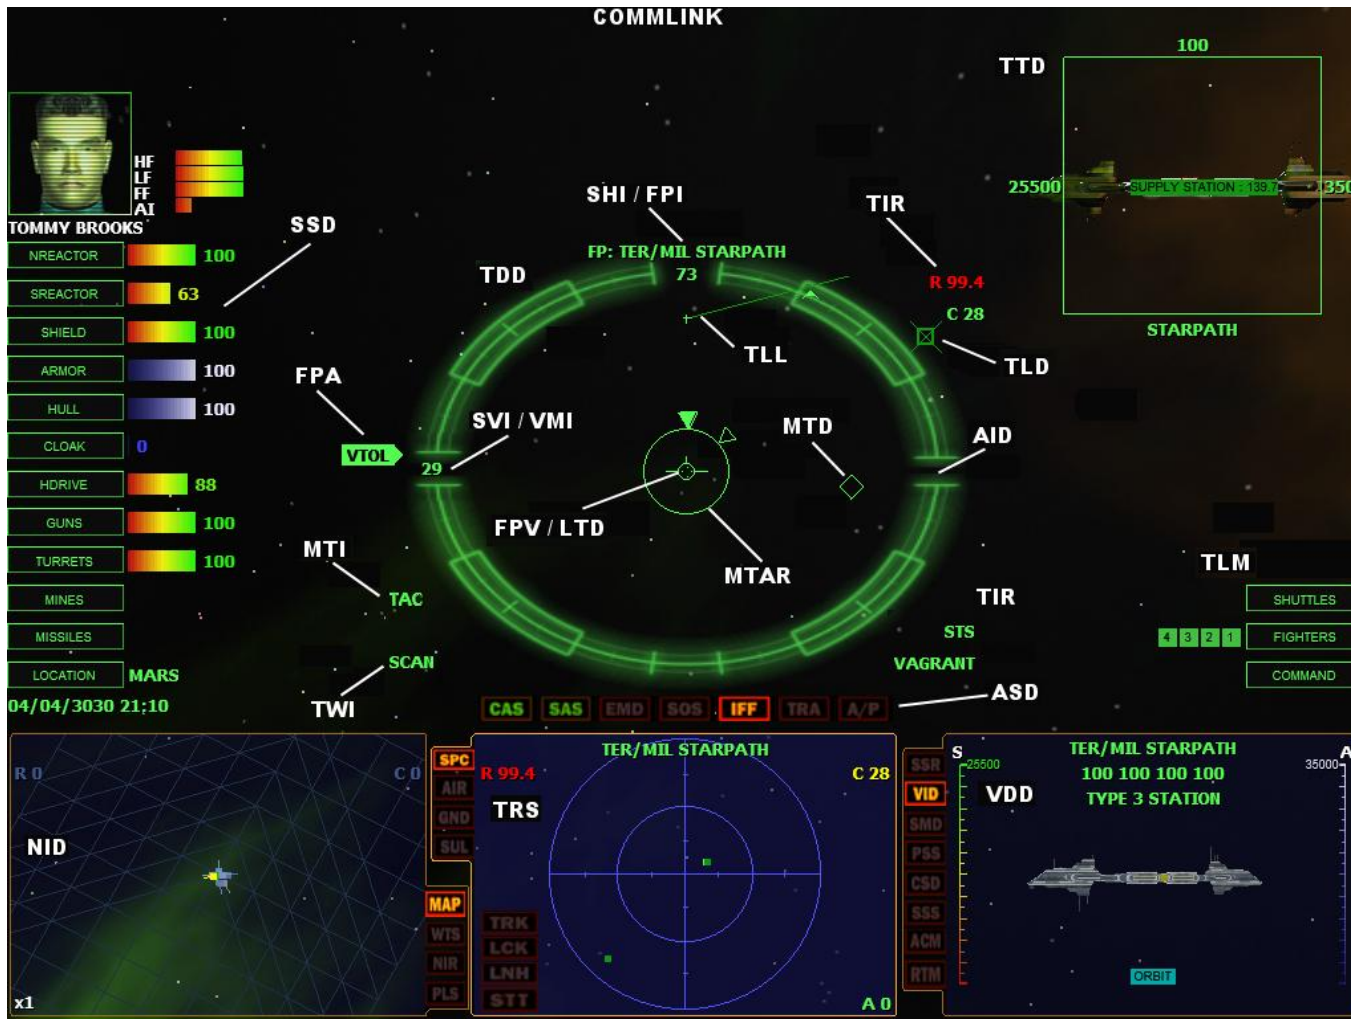 COMMLINK
100
TTD
25500
SUPPLY STATION : 139.7
350
STARPATH
HF
LF
FF
AI
TOMMY BROOKS
SSD
NREACTOR 100
SREACTOR 63
SHIELD 100
ARMOR 100
HULL 100
CLOAK 0
HDRIVE 88
GUNS 100
TURRETS 100
MINES
MISSILES
LOCATION MARS
04/04/3030 21:10
SHI / FPI
TIR
FP: TER/MIL STARPATH
73
TDD
R 99.4
C 28
TLL
TLD
FPA
SVI / VMI
MTD
AID
VTOL
29
FPV / LTD
MTAR
MTI
TAC
SCAN
TWI
TIR
STS
VAGRANT
TLM
SHUTTLES
4 3 2 1 FIGHTERS
COMMAND
ASD
CAS SAS EMD SOS IFF TRA A/P
R 0
C 0
NID
x1
SPC
AIR
GND
SUL
MAP
WTS
NIR
PLS
TER/MIL STARPATH
R 99.4
C 28
TRS
TRK
LCK
LNH
STT
A 0
SSR
VID
SMD
PSS
CSD
SSS
ACM
RTM
S
A
TER/MIL STARPATH
25500
100 100 100 100
35000
VDD
TYPE 3 STATION
ORBIT